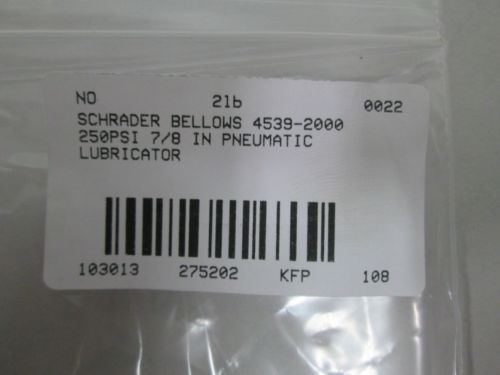 NO 21b 0022
SCHRADER BELLOWS 4539-2000
250PSI 7/8 IN PNEUMATIC
LUBRICATOR
103013 275202 KFP 108